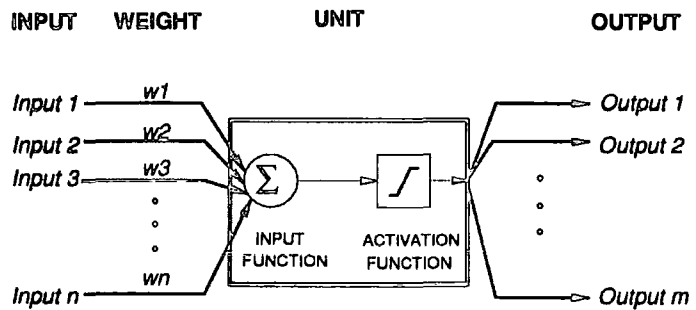 INPUT WEIGHT UNIT OUTPUT
Input 1 w1 Output 1
Input 2 w2 Output 2
Input 3 w3
Σ
INPUT FUNCTION
ACTIVATION FUNCTION
Input n wn Output m